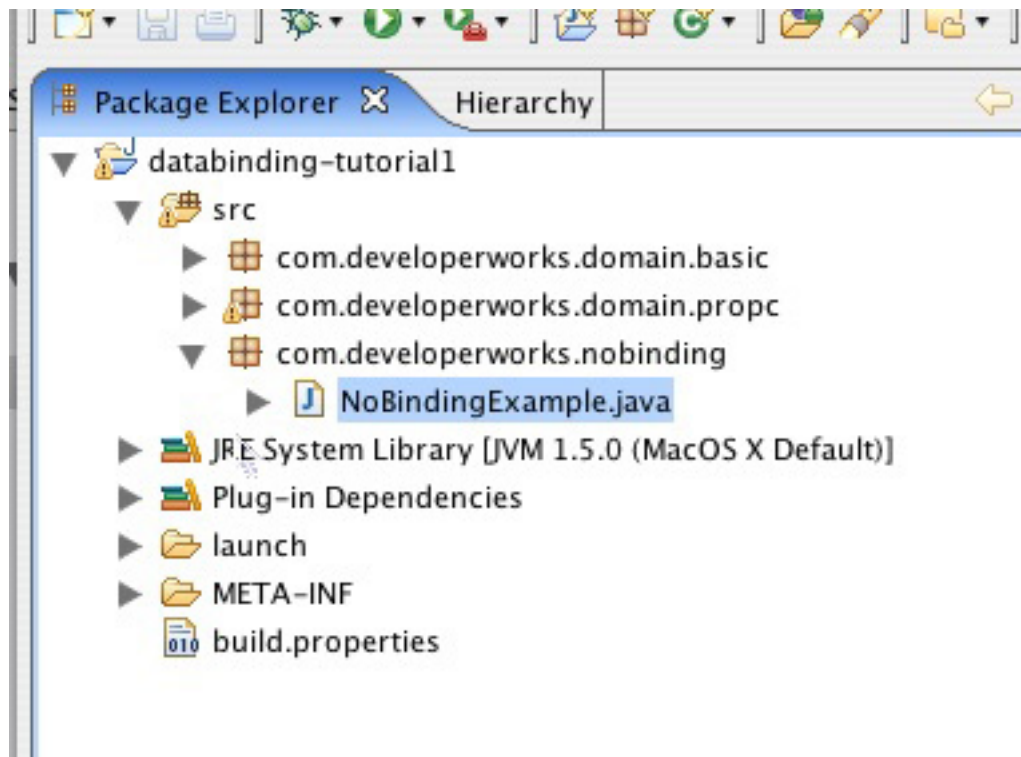 Package Explorer Hierarchy
databinding-tutorial1
src
com.developerworks.domain.basic
com.developerworks.domain.propc
com.developerworks.nobinding
NoBindingExample.java
JRE System Library [JVM 1.5.0 (MacOS X Default)]
Plug-in Dependencies
launch
META-INF
build.properties